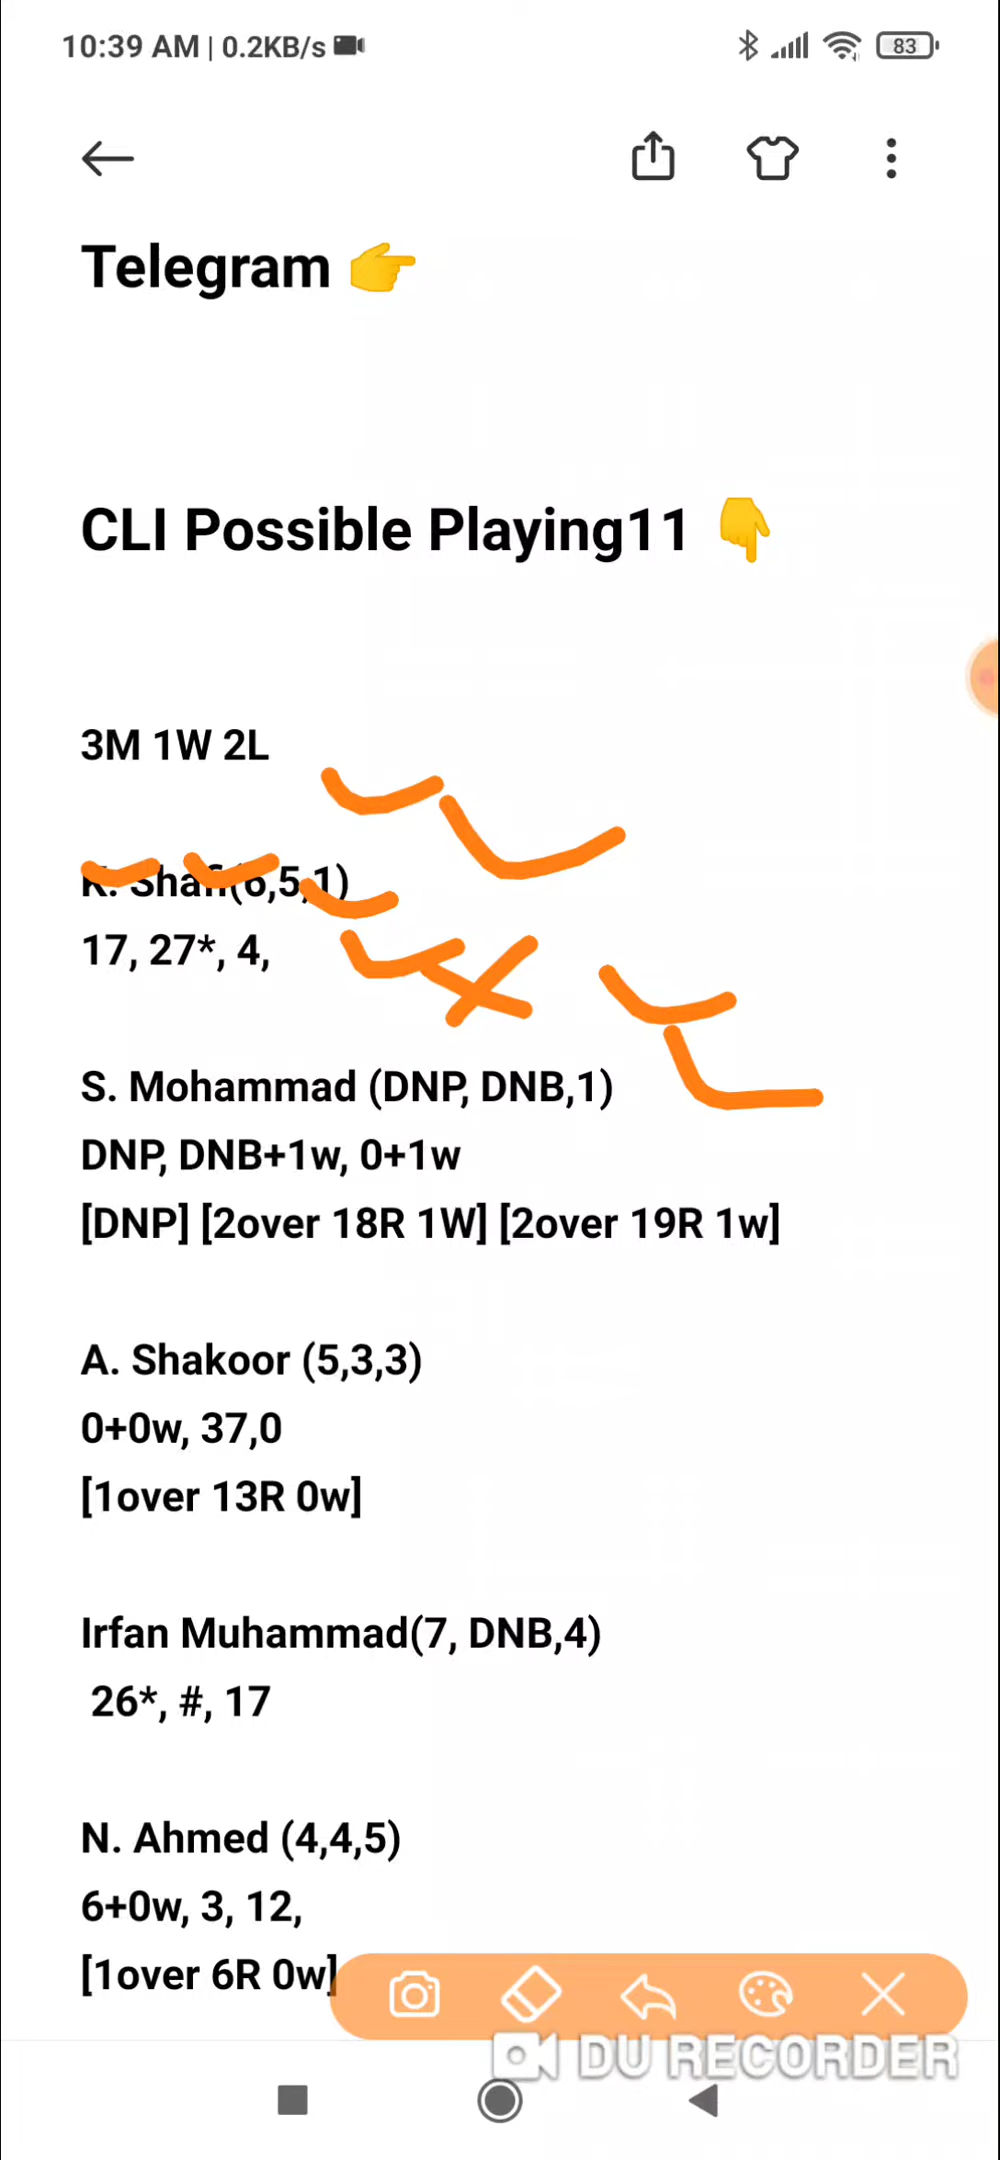 10:39 AM | 0.2KB/s
83
Telegram 👉
CLI Possible Playing11 👇
3M 1W 2L
K. Shafi(6,5,1)
17, 27*, 4,
S. Mohammad (DNP, DNB,1)
DNP, DNB+1w, 0+1w
[DNP] [2over 18R 1W] [2over 19R 1w]
A. Shakoor (5,3,3)
0+0w, 37,0
[1over 13R 0w]
Irfan Muhammad(7, DNB,4)
26*, #, 17
N. Ahmed (4,4,5)
6+0w, 3, 12,
[1over 6R 0w]
DU RECORDER